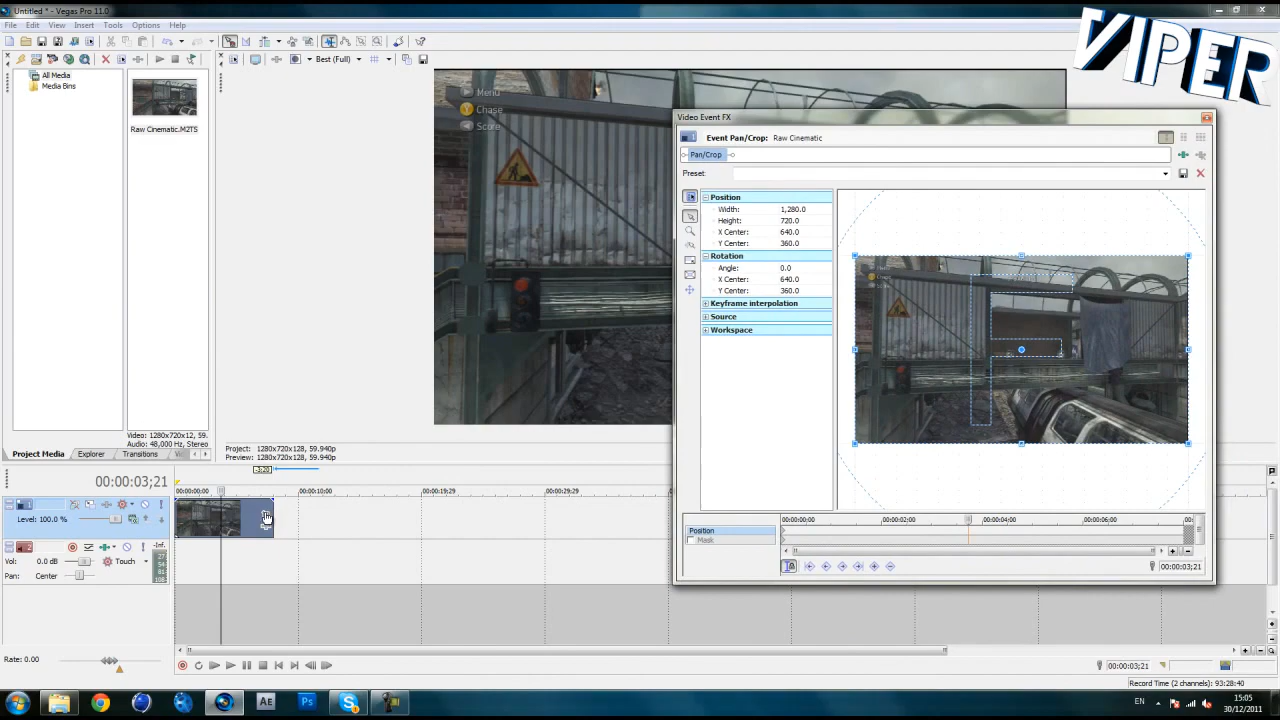 Untitled * - Vegas Pro 11.0
File Edit View Insert Tools Options Help
VIPER
Best (Full)
All Media
Media Bins
Raw Cinematic.M2TS
Menu
Chase
Score
Video Event FX
Event Pan/Crop: Raw Cinematic
Pan/Crop
Preset:
Position
Width: 1,280.0
Height: 720.0
X Center: 640.0
Y Center: 360.0
Rotation
Angle: 0.0
X Center: 640.0
Y Center: 360.0
Keyframe interpolation
Source
Workspace
Video: 1280x720x12, 59.
Audio: 48,000 Hz, Stereo
Project Media Explorer Transitions
Project: 1280x720x128, 59.940p
Preview: 1280x720x128, 59.940p
-3;20
00:00:03;21
00:00:00;00 00:00:10;00 00:00:19;29 00:00:29;29
Level: 100.0 %
Vol: 0.0 dB Touch
Pan: Center
-Inf.
00:00:00;00 00:00:02;00 00:00:04;00 00:00:06;00
Position
Mask
00:00:03;21
Rate: 0.00
00:00:03;21
Record Time (2 channels): 93:28:40
Ae
Ps
EN
15:05
30/12/2011